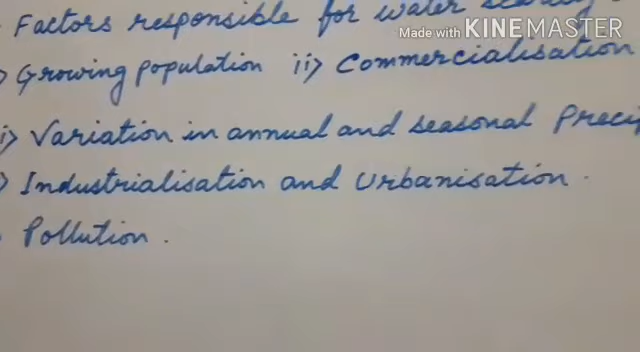 Factors responsible for water
Made with KINEMASTER
Growing population ii) Commercialisation
i) Variation in annual and seasonal Precip
Industrialisation and Urbanisation.
Pollution.